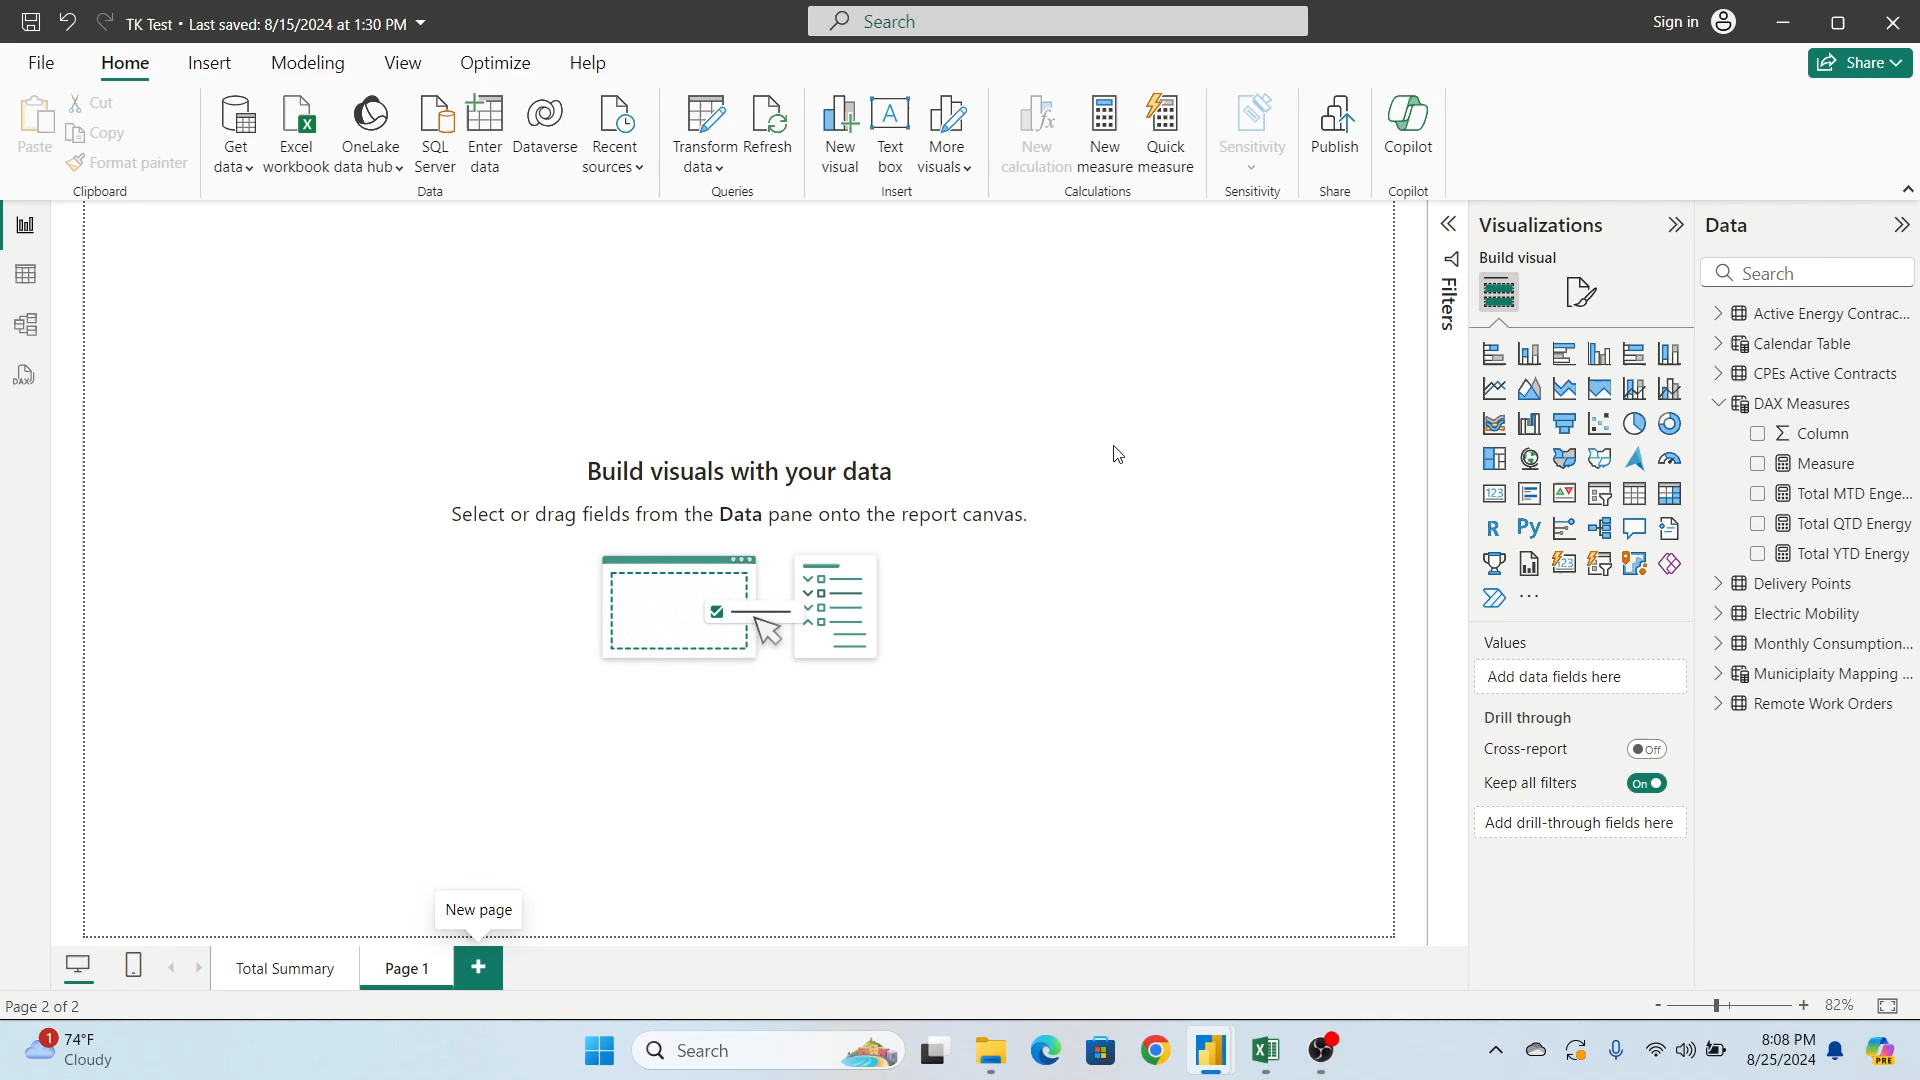 TK Test • Last saved: 8/15/2024 at 1:30 PM
Search
Sign in
File
Home
Insert
Modeling
View
Optimize
Help
Share
Paste
Cut
Copy
Format painter
Clipboard
Get data
Excel workbook
OneLake data hub
SQL Server
Enter data
Dataverse
Recent sources
Data
Transform data
Refresh
Queries
New visual
Text box
More visuals
Insert
New calculation
New measure
Quick measure
Calculations
Sensitivity
Sensitivity
Publish
Share
Copilot
Copilot
DAX
Build visuals with your data
Select or drag fields from the Data pane onto the report canvas.
Filters
Visualizations
Build visual
123
R
Py
123
Values
Add data fields here
Drill through
Cross-report
Off
Keep all filters
On
Add drill-through fields here
Data
Search
Active Energy Contrac...
Calendar Table
CPEs Active Contracts
DAX Measures
Column
Measure
Total MTD Enge...
Total QTD Energy
Total YTD Energy
Delivery Points
Electric Mobility
Monthly Consumption...
Municiplaity Mapping ...
Remote Work Orders
New page
Total Summary
Page 1
Page 2 of 2
82%
1
74°F
Cloudy
Search
8:08 PM
8/25/2024
PRE